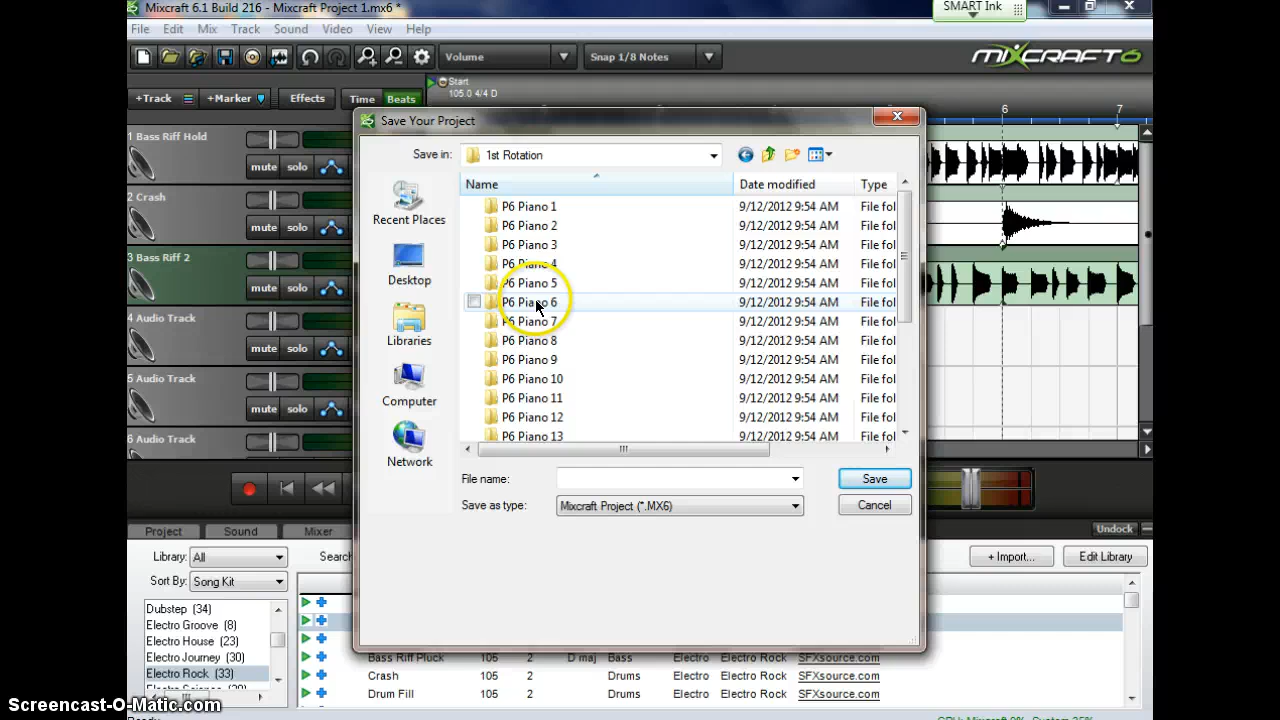 Mixcraft 6.1 Build 216 - Mixcraft Project 1.mx6 *
SMART Ink
File Edit Mix Track Sound Video View Help
Volume
Snap 1/8 Notes
MIXCRAFT 6
+Track
+Marker
Effects
Time
Beats
Start
105.0 4/4 D
6
7
1 Bass Riff Hold
mute solo
2 Crash
mute solo
3 Bass Riff 2
mute solo
4 Audio Track
mute solo
5 Audio Track
mute solo
6 Audio Track
Save Your Project
Save in: 1st Rotation
Recent Places
Desktop
Libraries
Computer
Network
Name Date modified Type
P6 Piano 1 9/12/2012 9:54 AM File fol
P6 Piano 2 9/12/2012 9:54 AM File fol
P6 Piano 3 9/12/2012 9:54 AM File fol
P6 Piano 4 9/12/2012 9:54 AM File fol
P6 Piano 5 9/12/2012 9:54 AM File fol
P6 Piano 6 9/12/2012 9:54 AM File fol
P6 Piano 7 9/12/2012 9:54 AM File fol
P6 Piano 8 9/12/2012 9:54 AM File fol
P6 Piano 9 9/12/2012 9:54 AM File fol
P6 Piano 10 9/12/2012 9:54 AM File fol
P6 Piano 11 9/12/2012 9:54 AM File fol
P6 Piano 12 9/12/2012 9:54 AM File fol
P6 Piano 13 9/12/2012 9:54 AM File fol
File name:
Save
Save as type: Mixcraft Project (*.MX6)
Cancel
Project
Sound
Mixer
Undock
Library: All
Search
+ Import...
Edit Library
Sort By: Song Kit
Dubstep (34)
Electro Groove (8)
Electro House (23)
Electro Journey (30)
Electro Rock (33)
Bass Riff Pluck 105 2 D maj Bass Electro Electro Rock SFXsource.com
Crash 105 2 Drums Electro Electro Rock SFXsource.com
Drum Fill 105 2 Drums Electro Electro Rock SFXsource.com
Screencast-O-Matic.com